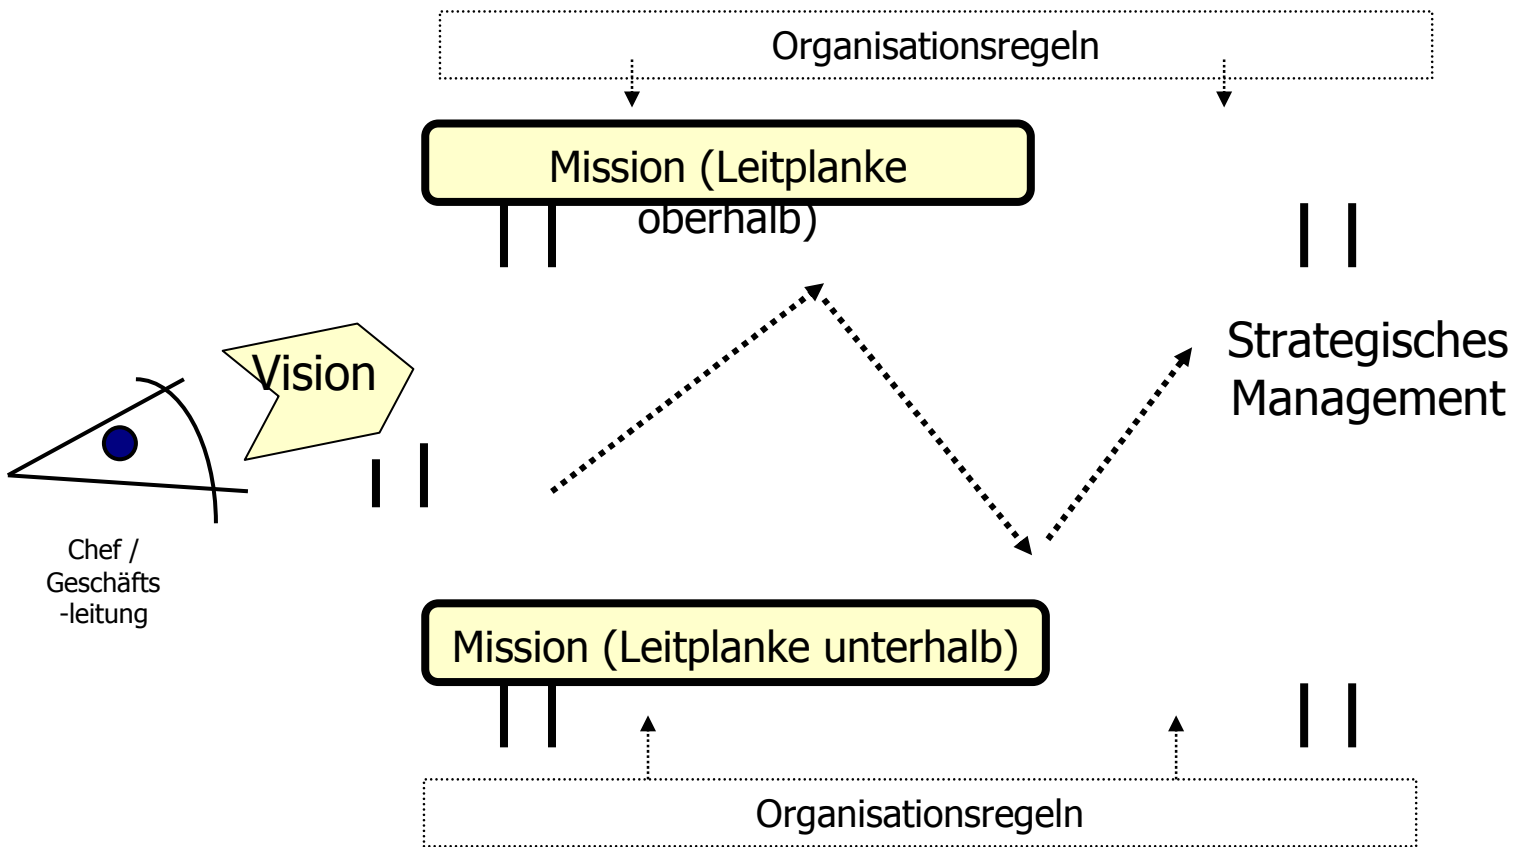 Organisationsregeln
Mission (Leitplanke
oberhalb)
Vision
Strategisches
Management
Chef /
Geschäfts
-leitung
Mission (Leitplanke unterhalb)
Organisationsregeln